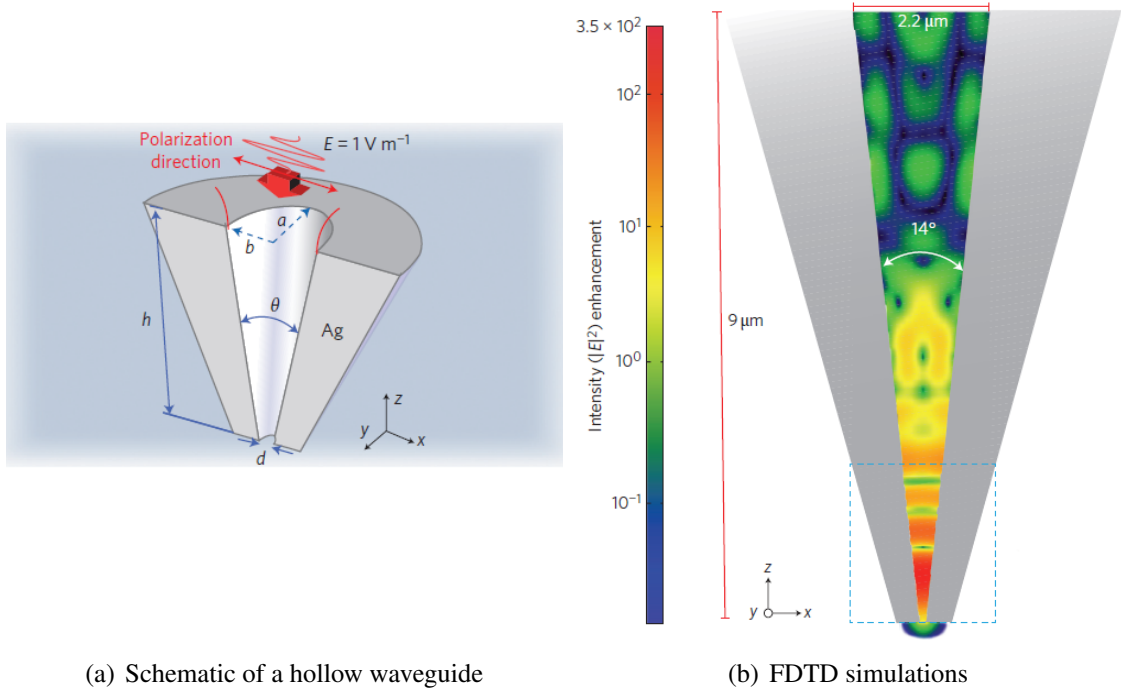 Polarization
direction
E = 1 V m⁻¹
a
b
θ
h
Ag
d
z
y
x
(a) Schematic of a hollow waveguide
3.5 × 10²
10²
10¹
10⁰
10⁻¹
Intensity (|E|²) enhancement
2.2 µm
14°
9 µm
z
y
x
(b) FDTD simulations